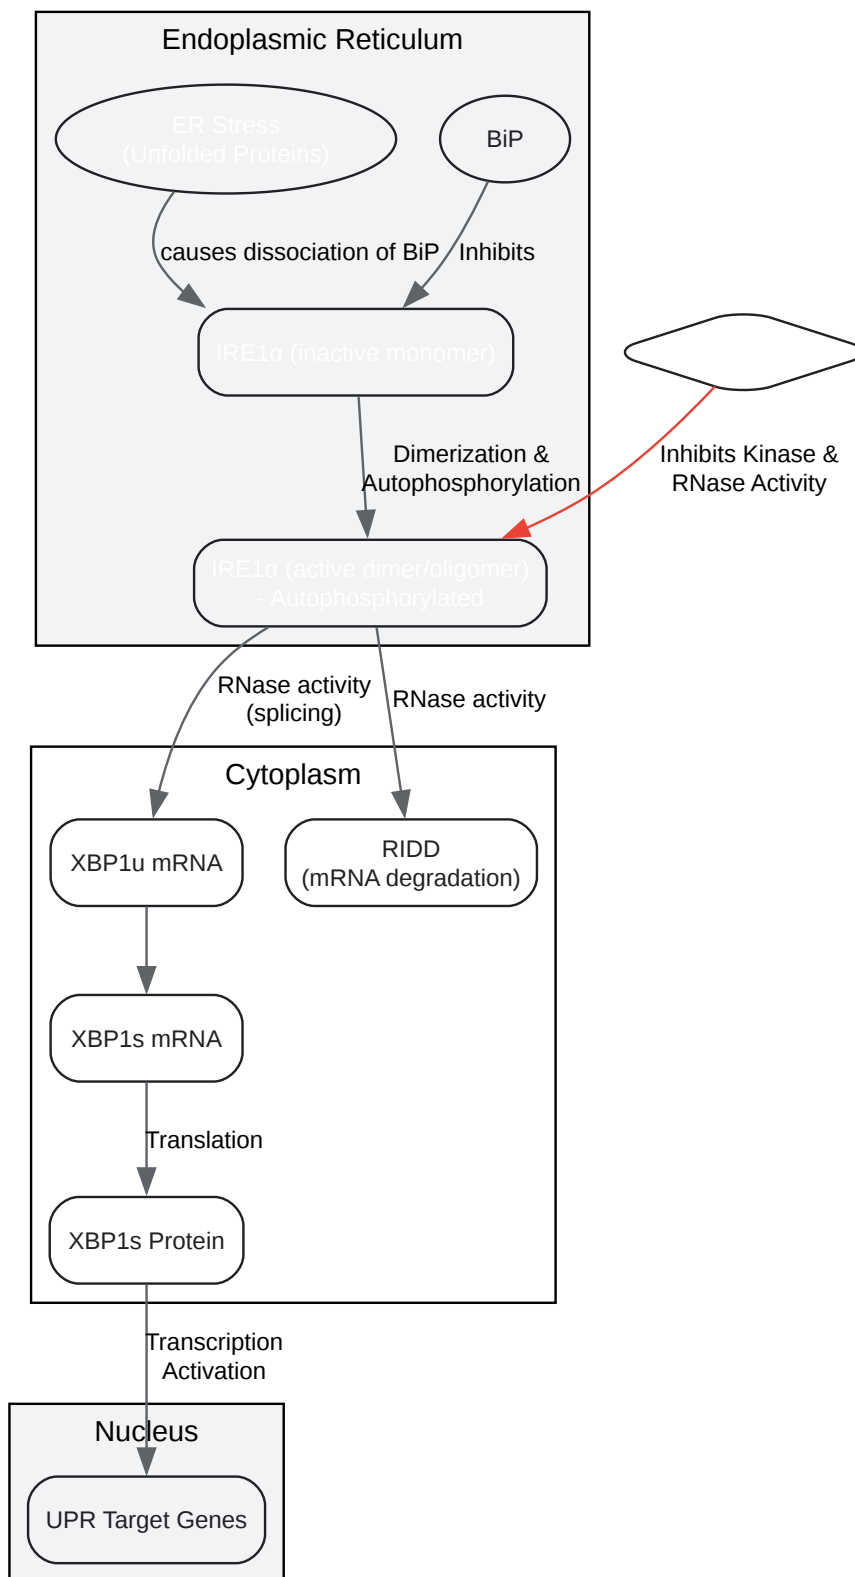 Endoplasmic Reticulum
ER Stress
(Unfolded Proteins)
BiP
causes dissociation of BiP
Inhibits
IRE1α (inactive monomer)
Dimerization &
Autophosphorylation
Inhibits Kinase &
RNase Activity
IRE1α (active dimer/oligomer)
- Autophosphorylated
RNase activity
(splicing)
RNase activity
Cytoplasm
XBP1u mRNA
RIDD
(mRNA degradation)
XBP1s mRNA
Translation
XBP1s Protein
Transcription
Activation
Nucleus
UPR Target Genes